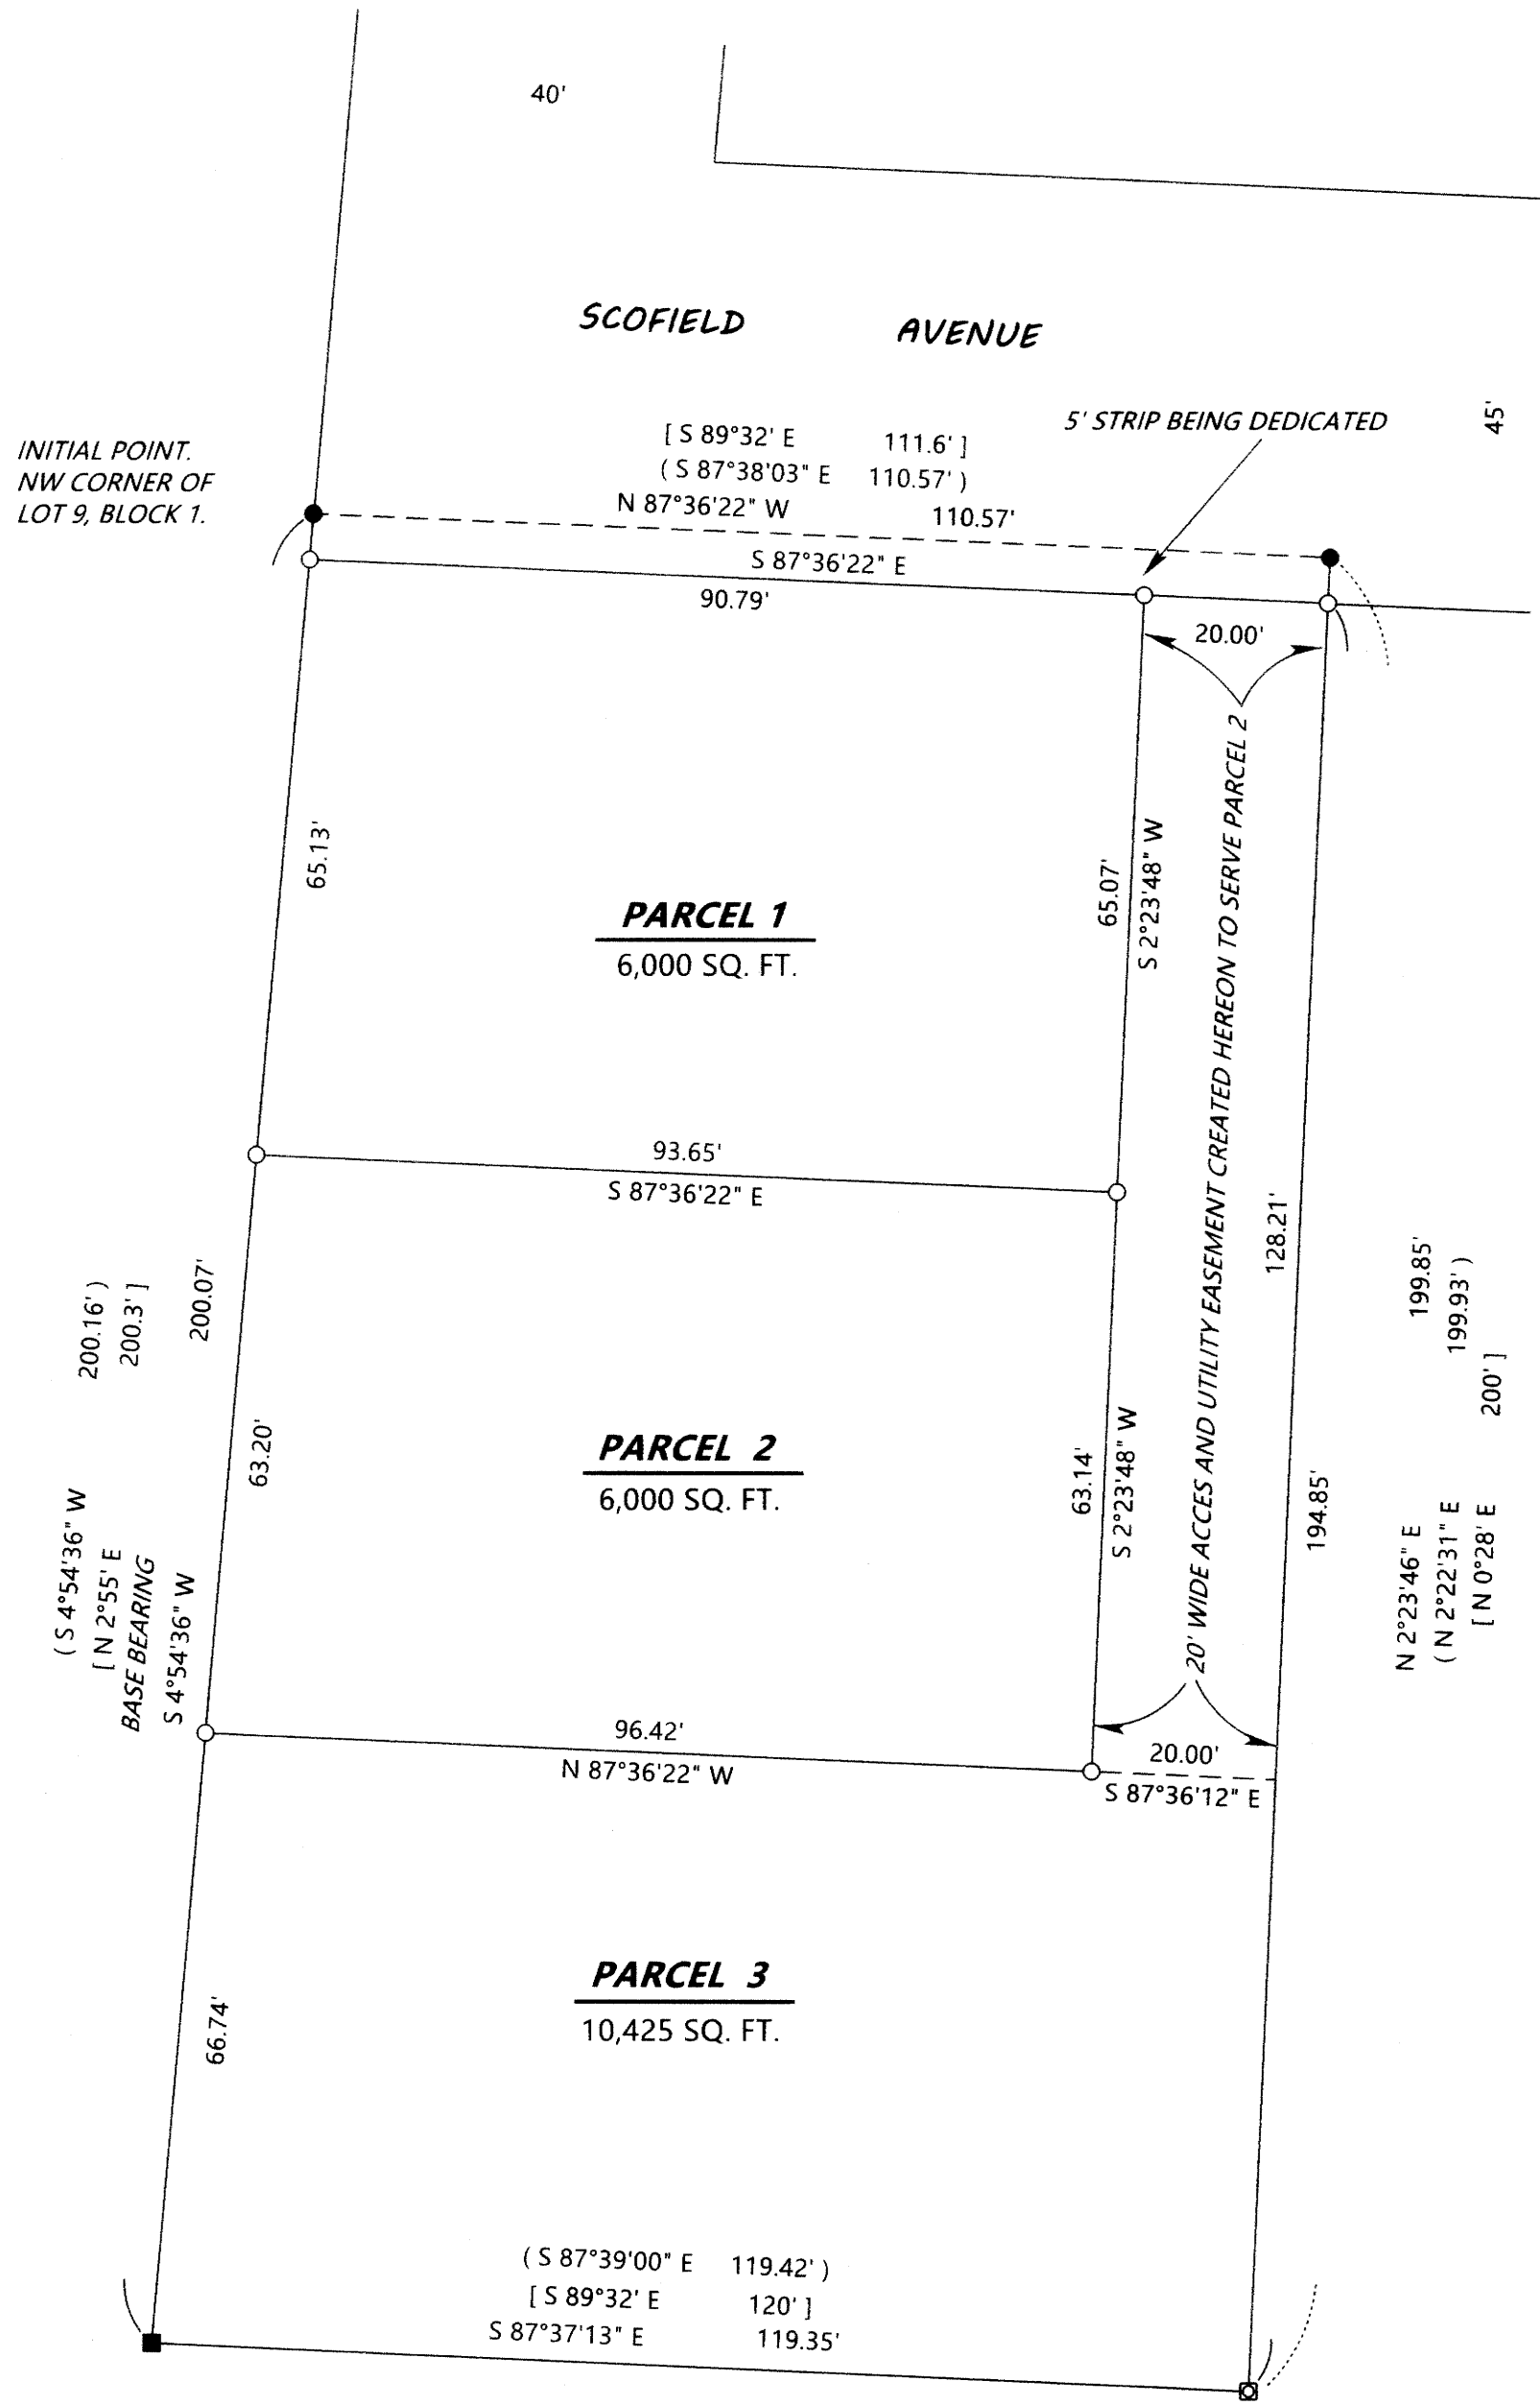 40'
SCOFIELD AVENUE
45'
5' STRIP BEING DEDICATED
INITIAL POINT.
NW CORNER OF
LOT 9, BLOCK 1.
[ S 89°32' E 111.6' ]
( S 87°38'03" E 110.57' )
N 87°36'22" W 110.57'
S 87°36'22" E
90.79'
20.00'
65.13'
65.07'
S 2°23'48" W
PARCEL 1
6,000 SQ. FT.
20' WIDE ACCES AND UTILITY EASEMENT CREATED HEREON TO SERVE PARCEL 2
128.21'
93.65'
S 87°36'22" E
( S 4°54'36" W 200.16' )
[ N 2°55' E 200.3' ]
BASE BEARING
S 4°54'36" W 200.07'
63.20'
PARCEL 2
6,000 SQ. FT.
63.14'
S 2°23'48" W
194.85'
N 2°23'46" E 199.85'
( N 2°22'31" E 199.93' )
[ N 0°28' E 200' ]
96.42'
N 87°36'22" W
20.00'
S 87°36'12" E
PARCEL 3
10,425 SQ. FT.
66.74'
( S 87°39'00" E 119.42' )
[ S 89°32' E 120' ]
S 87°37'13" E 119.35'